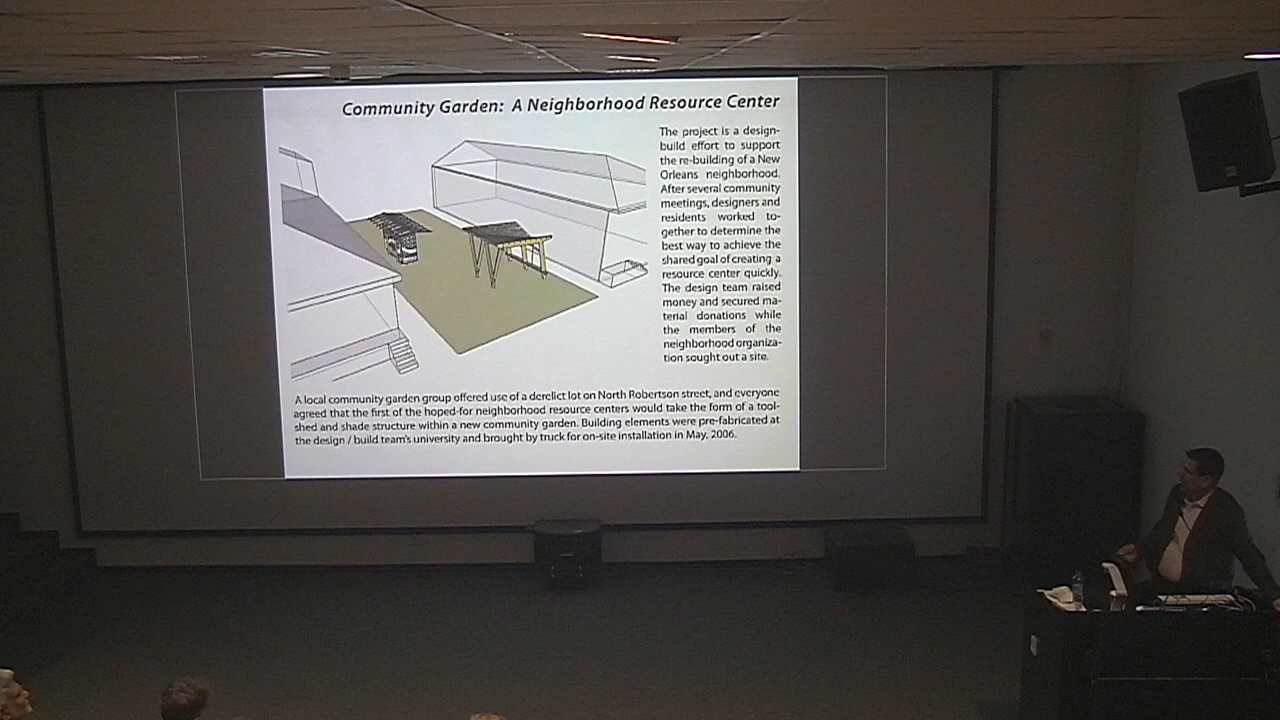 Community Garden: A Neighborhood Resource Center
The project is a design-
build effort to support
the re-building of a New
Orleans neighborhood.
After several community
meetings, designers and
residents worked to-
gether to determine the
best way to achieve the
shared goal of creating a
resource center quickly.
The design team raised
money and secured ma-
terial donations while
the members of the
neighborhood organiza-
tion sought out a site.
A local community garden group offered use of a derelict lot on North Robertson street, and everyone
agreed that the first of the hoped-for neighborhood resource centers would take the form of a tool-
shed and shade structure within a new community garden. Building elements were pre-fabricated at
the design / build team's university and brought by truck for on-site installation in May, 2006.